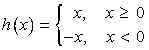 h(x) = { x, x ≥ 0
−x, x < 0